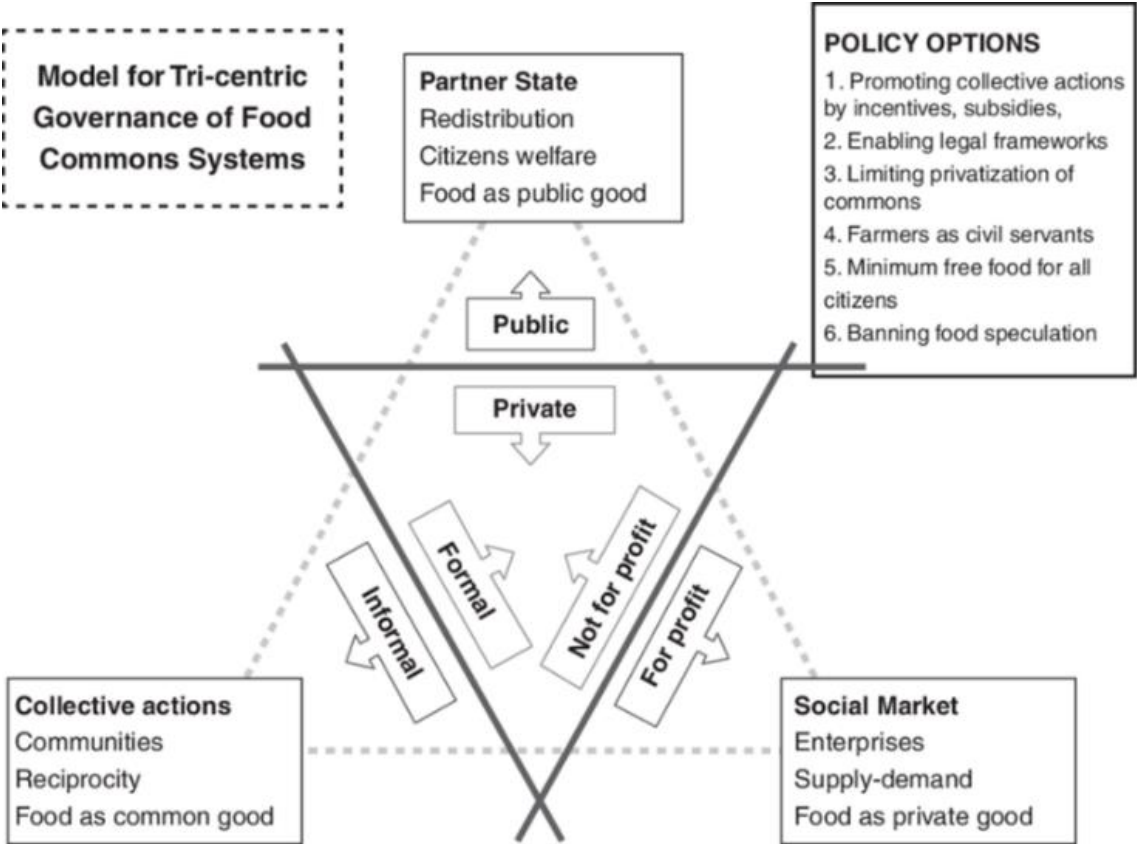 Model for Tri-centric
Governance of Food
Commons Systems
Partner State
Redistribution
Citizens welfare
Food as public good
POLICY OPTIONS
1. Promoting collective actions
by incentives, subsidies,
2. Enabling legal frameworks
3. Limiting privatization of
commons
4. Farmers as civil servants
5. Minimum free food for all
citizens
6. Banning food speculation
Public
Private
Informal
Formal
Not for profit
For profit
Collective actions
Communities
Reciprocity
Food as common good
Social Market
Enterprises
Supply-demand
Food as private good